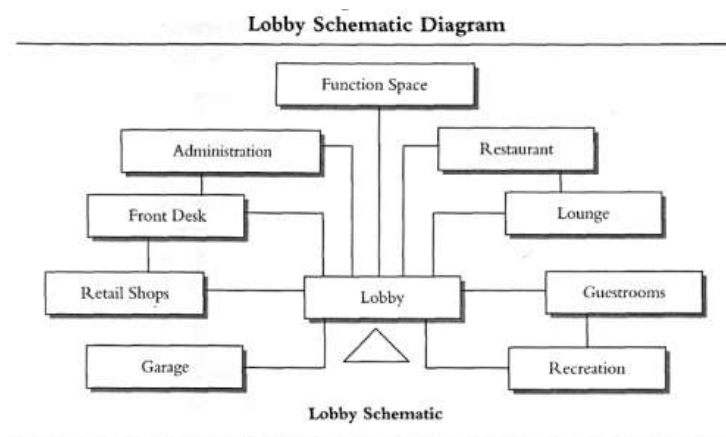 Lobby Schematic Diagram
Function Space
Administration
Restaurant
Front Desk
Lounge
Retail Shops
Lobby
Guestrooms
Garage
Recreation
Lobby Schematic